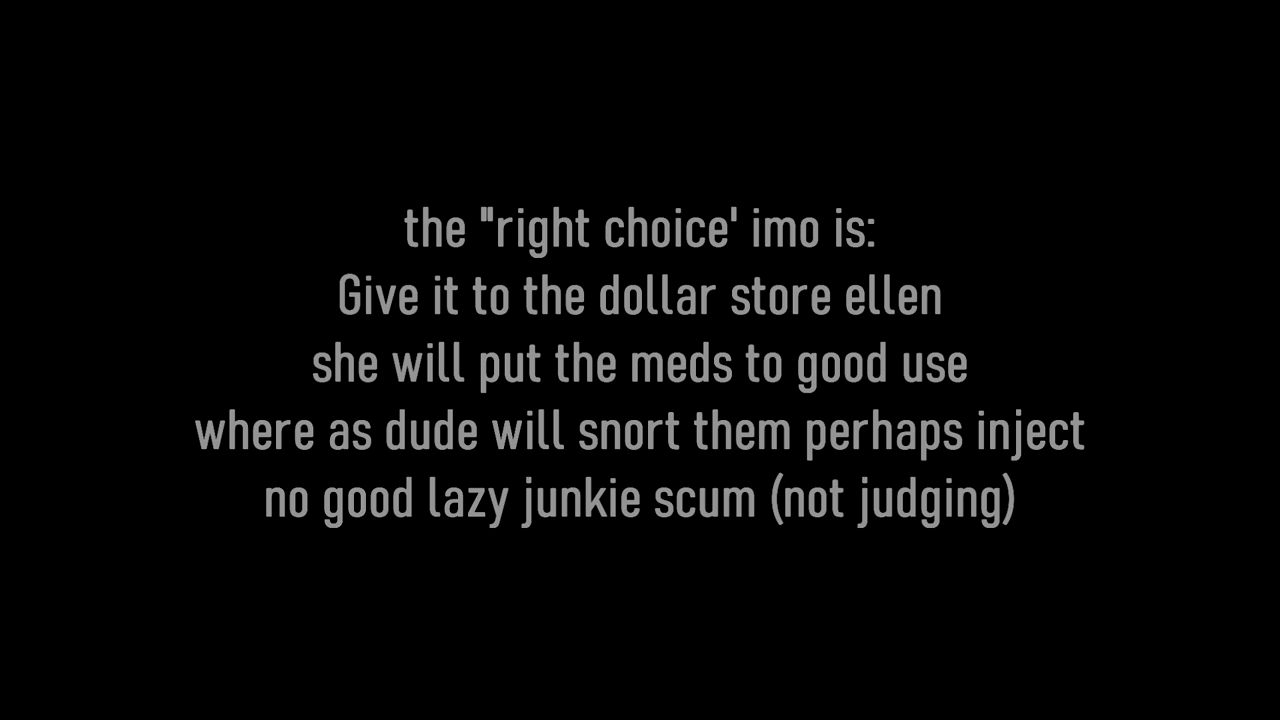 the "right choice' imo is:
Give it to the dollar store ellen
she will put the meds to good use
where as dude will snort them perhaps inject
no good lazy junkie scum (not judging)